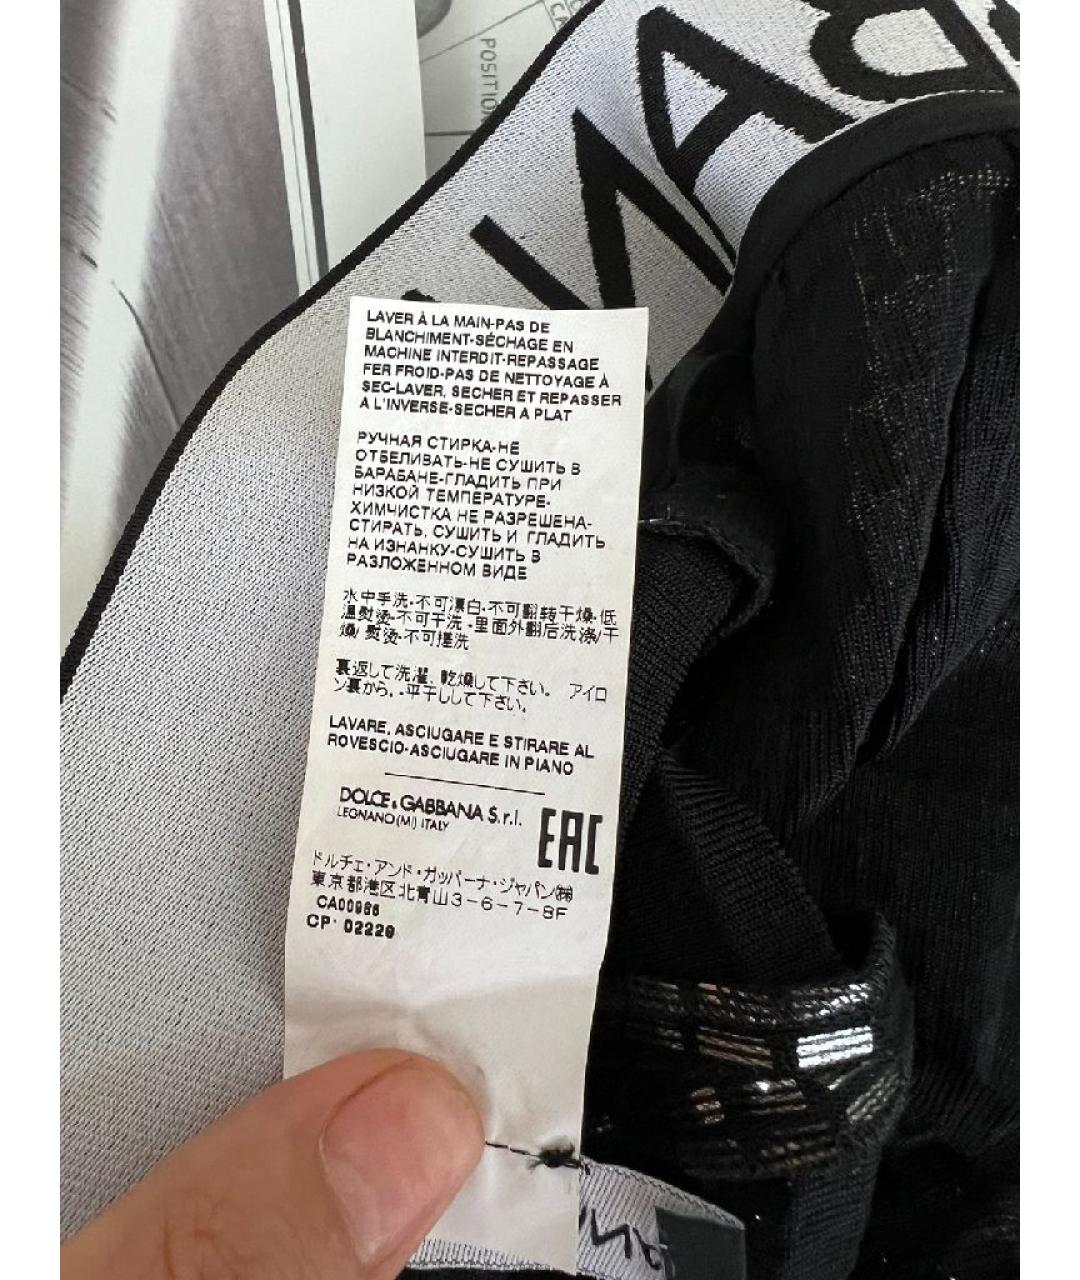 POSITION
LAVER À LA MAIN-PAS DE
BLANCHIMENT-SÉCHAGE EN
MACHINE INTERDIT-REPASSAGE
FER FROID-PAS DE NETTOYAGE À
SEC-LAVER, SECHER ET REPASSER
A L'INVERSE-SECHER A PLAT
РУЧНАЯ СТИРКА-НЕ
ОТБЕЛИВАТЬ-НЕ СУШИТЬ В
БАРАБАНЕ-ГЛАДИТЬ ПРИ
НИЗКОЙ ТЕМПЕРАТУРЕ-
ХИМЧИСТКА НЕ РАЗРЕШЕНА-
СТИРАТЬ, СУШИТЬ И ГЛАДИТЬ
НА ИЗНАНКУ-СУШИТЬ В
РАЗЛОЖЕННОМ ВИДЕ
水中手洗-不可漂白-不可翻转干燥-低
温熨烫-不可干洗-里面外翻后洗涤/干
燥/熨烫-不可搓洗
裏返して洗濯、乾燥して下さい。 アイロ
ン裏から。-平干しして下さい。
LAVARE, ASCIUGARE E STIRARE AL
ROVESCIO-ASCIUGARE IN PIANO
DOLCE & GABBANA S.r.l.
LEGNANO (MI) ITALY
EAC
ドルチェ・アンド・ガッバーナ・ジャパン㈱
東京都港区北青山3-6-7-8F
CA00966
CP: 02229